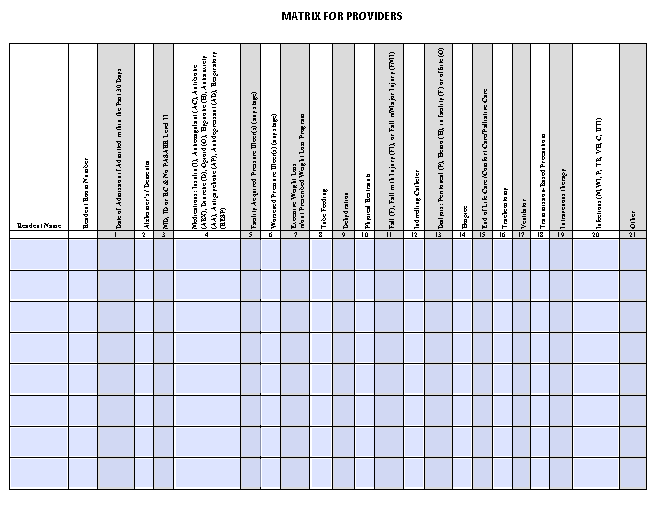 MATRIX FOR PROVIDERS
Resident Name
Resident Room Number
Date of Admission if Admitted within the Past 30 Days
Alzheimer's / Dementia
MD, ID or RC & No PASARR Level II
Medications: Insulin (I), Anticoagulant (AC), Antibiotic
(ABX), Diuretic (D), Opioid (O), Hypnotic (H), Antianxiety
(AA), Antipsychotic (AP), Antidepressant (AD), Respiratory
(RESP)
Facility Acquired Pressure Ulcer(s) (any stage)
Worsened Pressure Ulcer(s) (any stage)
Excessive Weight Loss
without Prescribed Weight Loss Program
Tube Feeding
Dehydration
Physical Restraints
Fall (F), Fall with Injury (FI), or Fall w/Major Injury (FMI)
Indwelling Catheter
Dialysis: Peritoneal (P), Hemo (H), in facility (F) or offsite (O)
Hospice
End of Life Care/Comfort Care/Palliative Care
Tracheostomy
Ventilator
Transmission-Based Precautions
Intravenous therapy
Infections (M, WI, P, TB, VH, C, UTI)
Other
1 2 3 4 5 6 7 8 9 10 11 12 13 14 15 16 17 18 19 20 21